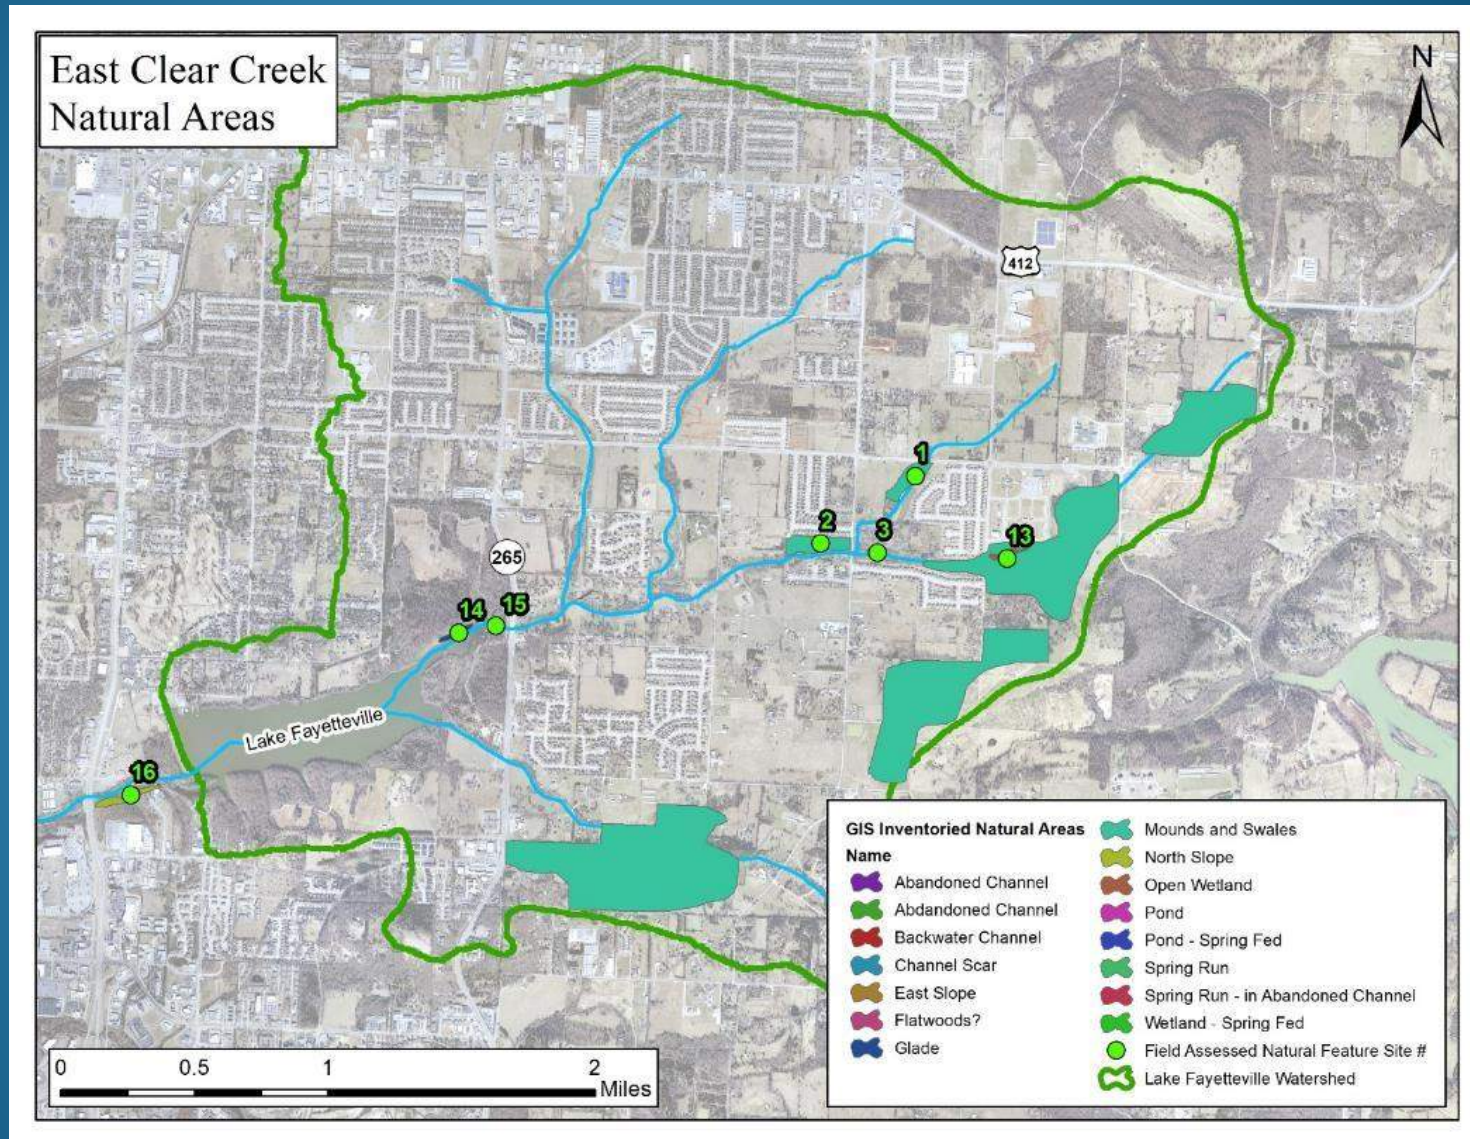 East Clear Creek
Natural Areas
N
412
1
2
3
13
265
14
15
Lake Fayetteville
16
GIS Inventoried Natural Areas
Name
Abandoned Channel
Abdandoned Channel
Backwater Channel
Channel Scar
East Slope
Flatwoods?
Glade
Mounds and Swales
North Slope
Open Wetland
Pond
Pond - Spring Fed
Spring Run
Spring Run - in Abandoned Channel
Wetland - Spring Fed
Field Assessed Natural Feature Site #
Lake Fayetteville Watershed
0 0.5 1 2
Miles